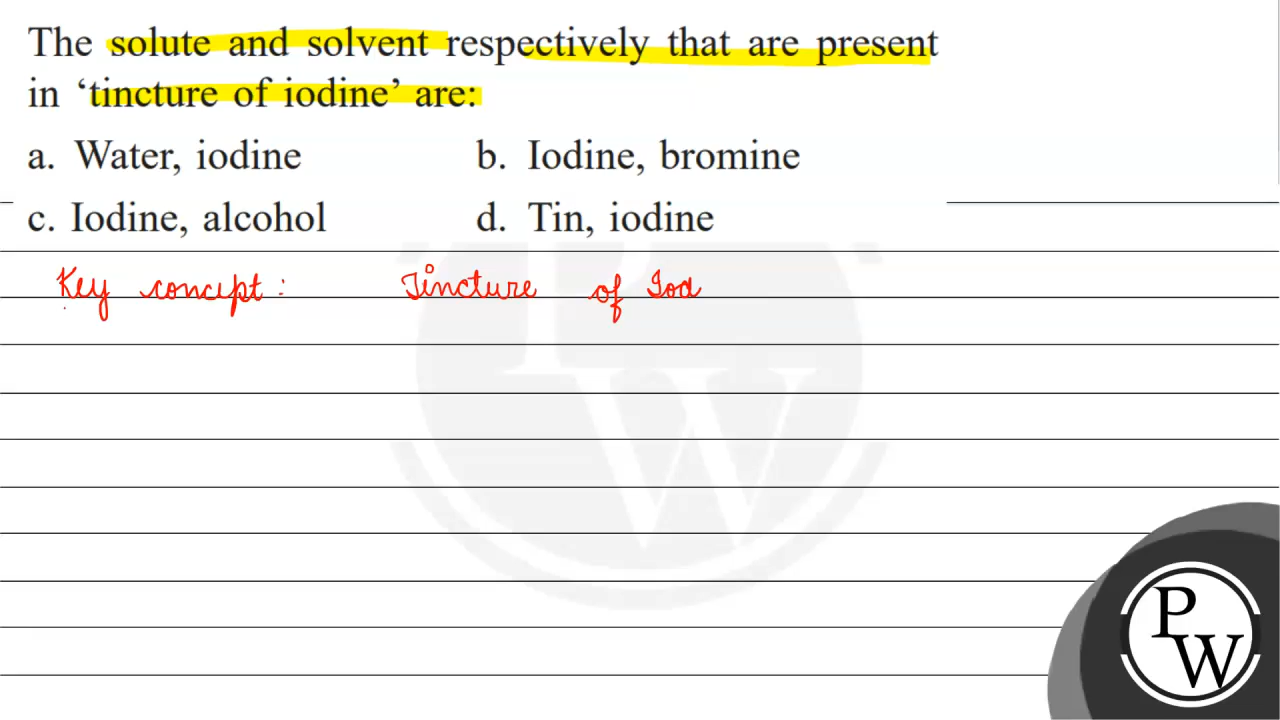 The solute and solvent respectively that are present
in ‘tincture of iodine’ are:
a. Water, iodine b. Iodine, bromine
c. Iodine, alcohol d. Tin, iodine
Key concept: Tincture of Iod
PW